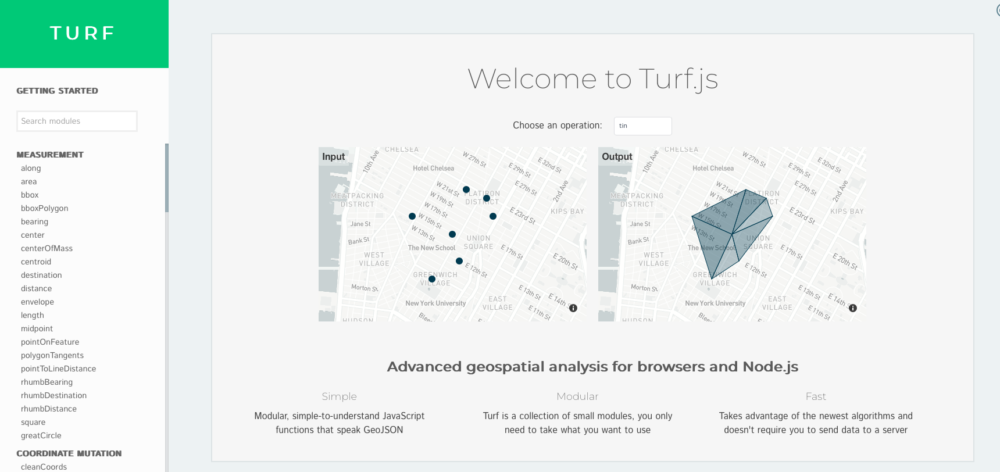 TURF
GETTING STARTED
Search modules
MEASUREMENT
along
area
bbox
bboxPolygon
bearing
center
centerOfMass
centroid
destination
distance
envelope
length
midpoint
pointOnFeature
polygonTangents
pointToLineDistance
rhumbBearing
rhumbDestination
rhumbDistance
square
greatCircle
COORDINATE MUTATION
cleanCoords
Welcome to Turf.js
Choose an operation:
tin
Input
CHELSEA
10th Ave
W 27th St
E 32nd St
Hotel Chelsea
E 29th St
W 21st St
E 27th St
2nd Ave
MEATPACKING
DISTRICT
W 19th St
FLATIRON
DISTRICT
W 17th St
KIPS BAY
E 23rd St
W 15th St
Jane St
W 13th St
Bank St
UNION
SQUARE
The New School
E 17th St
WEST
VILLAGE
E 20th St
E 12th St
GREENWICH
VILLAGE
Morton St
E 13th St
E 14th St
New York University
EAST
VILLAGE
E 11th St
HUDSON
Output
CHELSEA
10th Ave
W 27th St
E 32nd St
Hotel Chelsea
E 29th St
W 21st St
E 27th St
2nd Ave
MEATPACKING
DISTRICT
W 19th St
FLATIRON
DISTRICT
W 17th St
KIPS BAY
E 23rd St
W 15th St
Jane St
W 13th St
Bank St
UNION
SQUARE
The New School
E 17th St
WEST
VILLAGE
E 20th St
E 12th St
GREENWICH
VILLAGE
Morton St
E 13th St
E 14th St
New York University
EAST
VILLAGE
E 11th St
HUDSON
Advanced geospatial analysis for browsers and Node.js
Simple
Modular, simple-to-understand JavaScript
functions that speak GeoJSON
Modular
Turf is a collection of small modules, you only
need to take what you want to use
Fast
Takes advantage of the newest algorithms and
doesn't require you to send data to a server